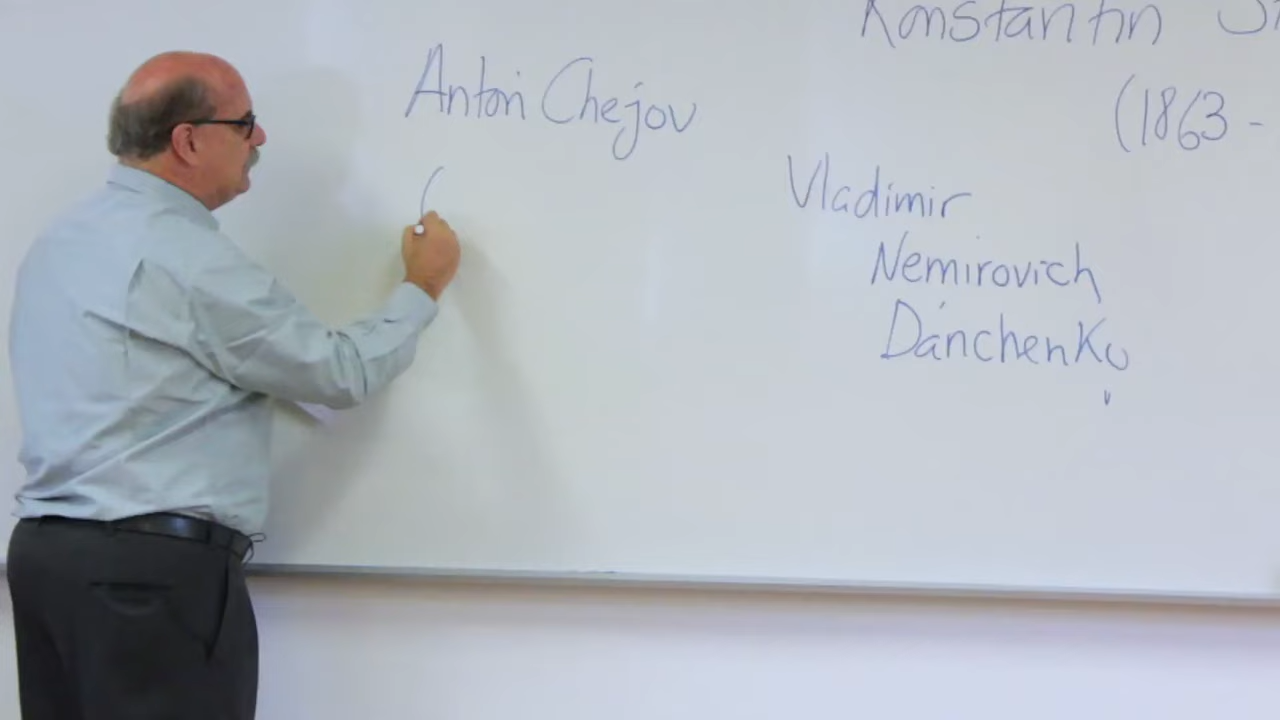 Konstantin
(1863 -
Anton Chejov
(
Vladimir
Nemirovich
Dánchenko